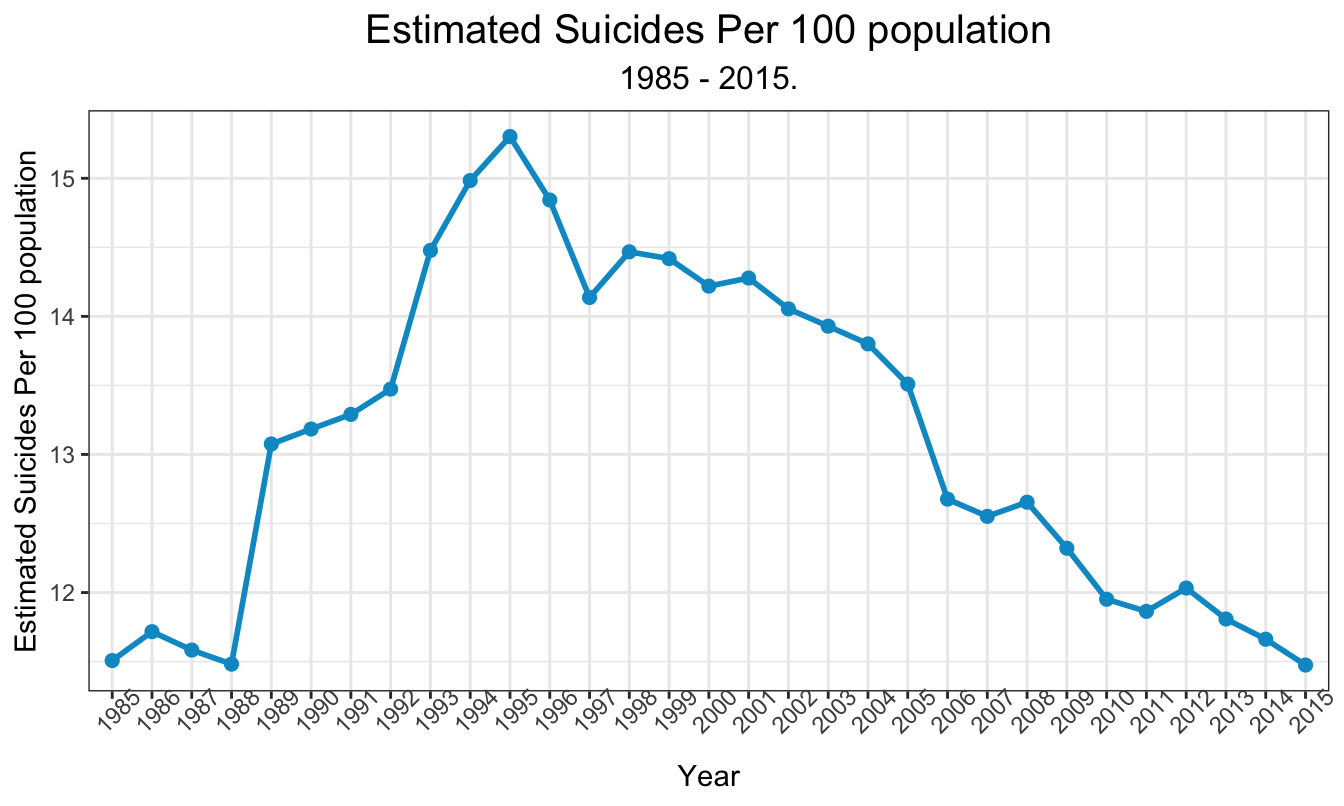 Estimated Suicides Per 100 population
1985 - 2015.
Estimated Suicides Per 100 population
15
14
13
12
1985 1986 1987 1988 1989 1990 1991 1992 1993 1994 1995 1996 1997 1998 1999 2000 2001 2002 2003 2004 2005 2006 2007 2008 2009 2010 2011 2012 2013 2014 2015
Year